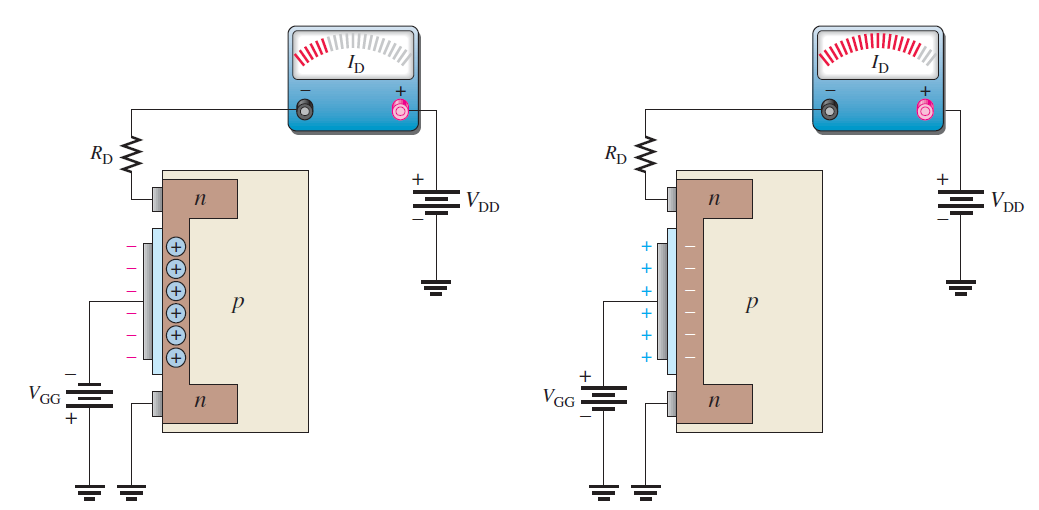 I_D
− +
R_D
n
+
−
V_DD
− + 
− +
− +
− +
− +
− +
p
−
V_GG
+
n
I_D
− +
R_D
n
+
−
V_DD
+ −
+ −
+ −
+ −
+ −
+ −
p
+
V_GG
−
n